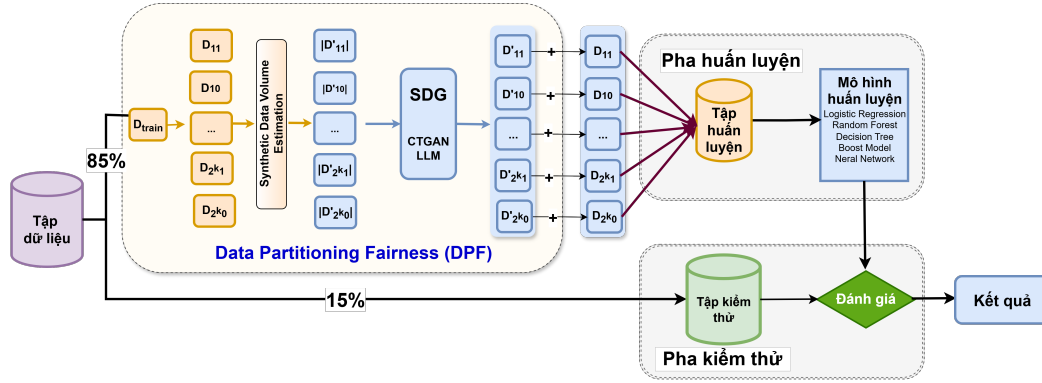 Tập
dữ liệu
85%
15%
D train
D11
D10
...
D2k1
D2k0
Synthetic Data Volume
Estimation
|D'11|
|D'10|
...
|D'2k1|
|D'2k0|
SDG
CTGAN
LLM
D'11
+
D11
D'10
+
D10
...
+
...
D'2k1
+
D2k1
D'2k0
+
D2k0
Data Partitioning Fairness (DPF)
Pha huấn luyện
Tập
huấn
luyện
Mô hình
huấn luyện
Logistic Regression
Random Forest
Decision Tree
Boost Model
Neral Network
Tập kiểm
thử
Đánh giá
Kết quả
Pha kiểm thử